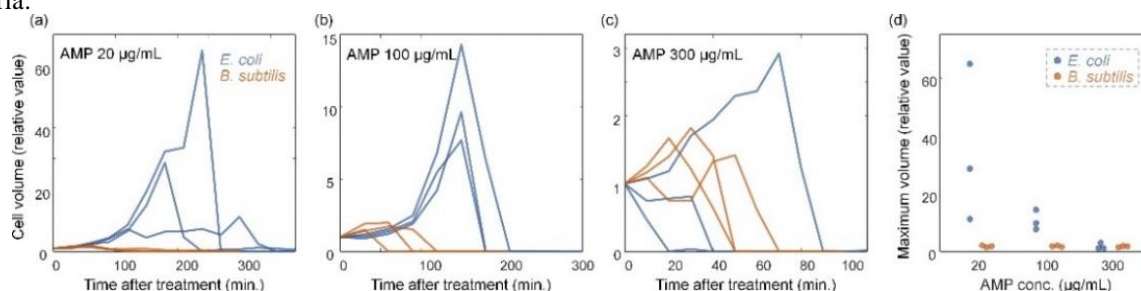 ria.
(a)
AMP 20 µg/mL
E. coli
B. subtilis
Cell volume (relative value)
60
40
20
0
0 100 200 300
Time after treatment (min.)
(b)
AMP 100 µg/mL
15
10
5
0
0 100 200 300
Time after treatment (min.)
(c)
AMP 300 µg/mL
3
2
1
0
0 20 40 60 80 100
Time after treatment (min.)
(d)
E. coli
B. subtilis
Maximum volume (relative value)
60
40
20
0
20 100 300
AMP conc. (µg/mL)